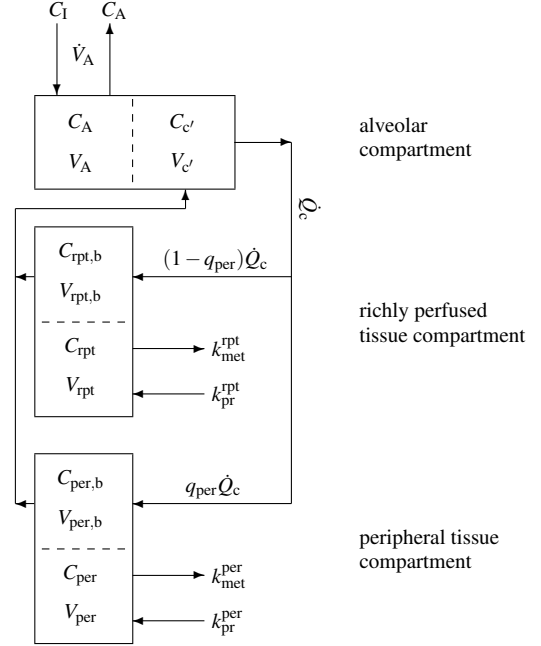 C_I C_A
V̇_A
C_A C_c′
V_A V_c′
alveolar
compartment
Q̇_c
C_rpt,b
V_rpt,b
(1 − q_per)Q̇_c
C_rpt
V_rpt
k_met^rpt
k_pr^rpt
richly perfused
tissue compartment
C_per,b
V_per,b
q_per Q̇_c
C_per
V_per
k_met^per
k_pr^per
peripheral tissue
compartment